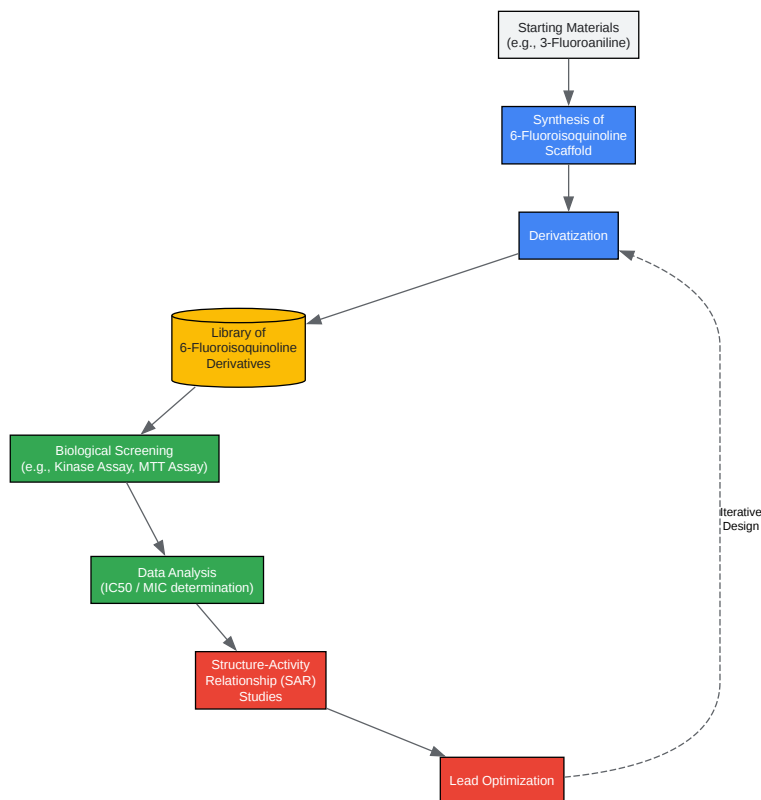 Starting Materials
(e.g., 3-Fluoroaniline)
Synthesis of
6-Fluoroisoquinoline
Scaffold
Derivatization
Library of
6-Fluoroisoquinoline
Derivatives
Biological Screening
(e.g., Kinase Assay, MTT Assay)
Iterative
Design
Data Analysis
(IC50 / MIC determination)
Structure-Activity
Relationship (SAR)
Studies
Lead Optimization